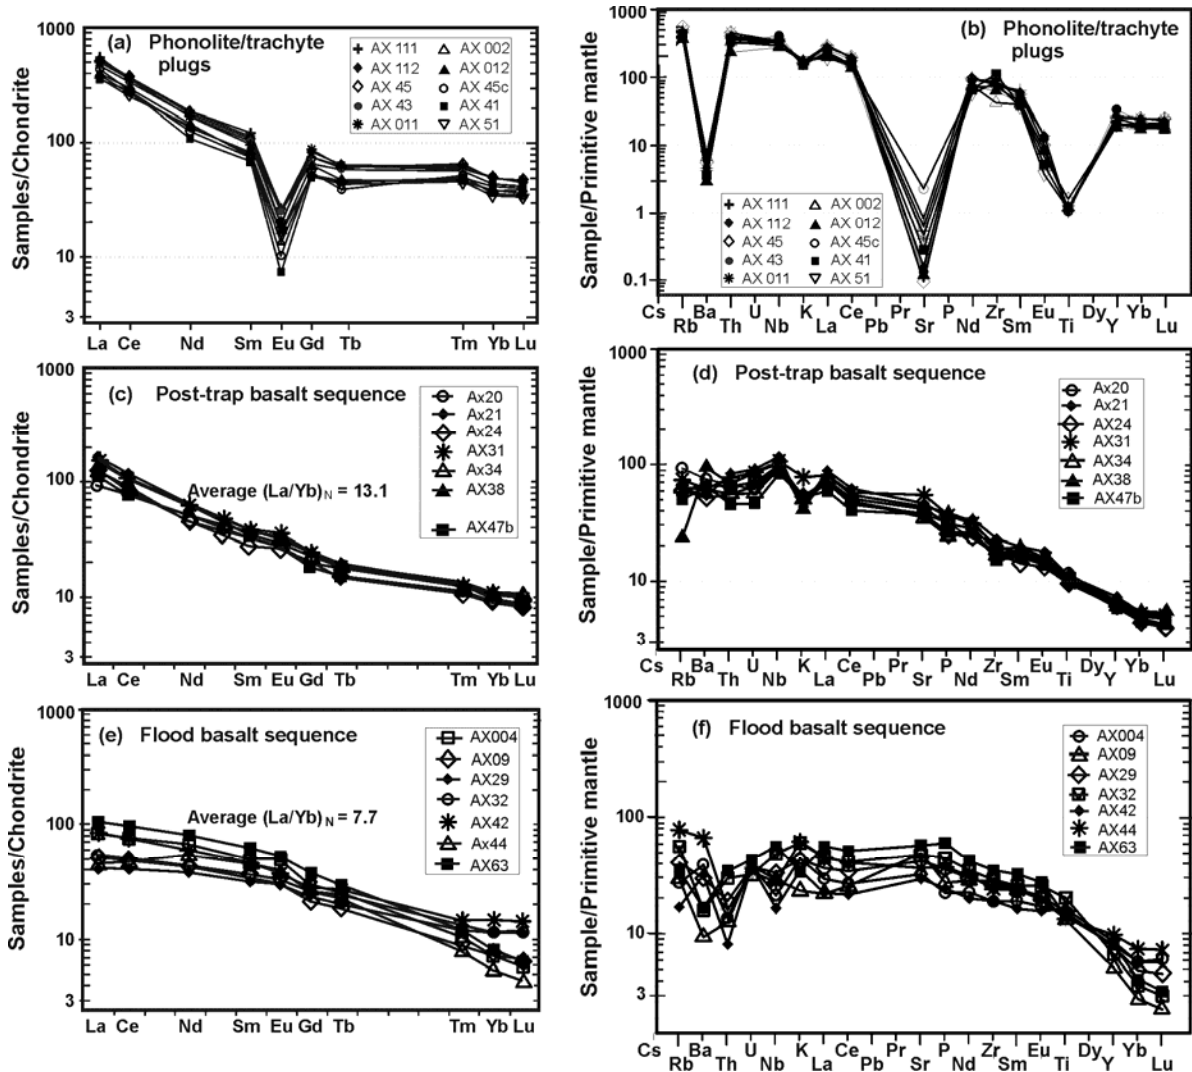 1000
100
10
3
Samples/Chondrite
(a) Phonolite/trachyte
plugs
AX 111 AX 002
AX 112 AX 012
AX 45 AX 45c
AX 43 AX 41
AX 011 AX 51
La Ce Nd Sm Eu Gd Tb Tm Yb Lu
1000
100
10
1
0.1
Sample/Primitive mantle
(b) Phonolite/trachyte
plugs
AX 111 AX 002
AX 112 AX 012
AX 45 AX 45c
AX 43 AX 41
AX 011 AX 51
Cs Rb Ba Th U Nb K La Ce Pb Pr Sr P Nd Zr Sm Eu Ti Dy Y Yb Lu
1000
100
10
3
Samples/Chondrite
(c) Post-trap basalt sequence
Average (La/Yb)N = 13.1
Ax20
Ax21
Ax24
AX31
Ax34
AX38
AX47b
La Ce Nd Sm Eu Gd Tb Tm Yb Lu
1000
100
10
3
Sample/Primitive mantle
(d) Post-trap basalt sequence
Ax20
Ax21
AX24
AX31
AX34
AX38
AX47b
Cs Rb Ba Th U Nb K La Ce Pb Pr Sr P Nd Zr Sm Eu Ti Dy Y Yb Lu
1000
100
10
3
Samples/Chondrite
(e) Flood basalt sequence
Average (La/Yb)N = 7.7
AX004
AX09
AX29
AX32
AX42
Ax44
AX63
La Ce Nd Sm Eu Gd Tb Tm Yb Lu
1000
100
10
3
Sample/Primitive mantle
(f) Flood basalt sequence
AX004
AX09
AX29
AX32
AX42
AX44
AX63
Cs Rb Ba Th U Nb K La Ce Pb Pr Sr P Nd Zr Sm Eu Ti Dy Y Yb Lu